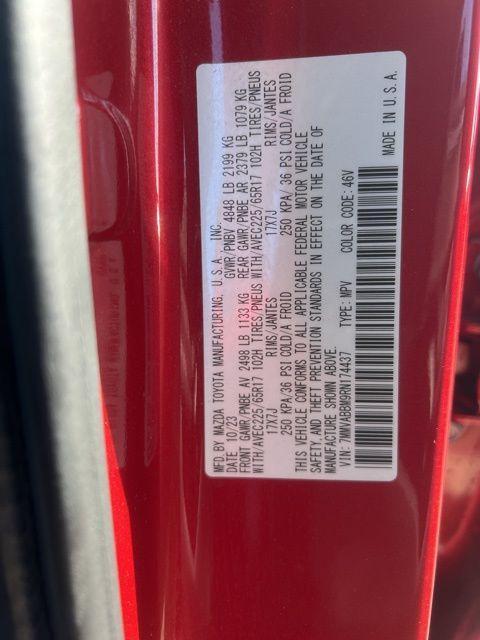 MFD. BY MAZDA TOYOTA MANUFACTURING, U.S.A., INC.
DATE: 10/23 GVWR/PNBV 4848 LB 2199 KG
FRONT GAWR/PNBE AV 2498 LB 1133 KG REAR GAWR/PNBE AR 2379 LB 1079 KG
WITH/AVEC225/65R17 102H TIRES/PNEUS WITH/AVEC225/65R17 102H TIRES/PNEUS
17X7J RIMS/JANTES 17X7J RIMS/JANTES
250 KPA/36 PSI COLD/A FROID 250 KPA/ 36 PSI COLD/A FROID
THIS VEHICLE CONFORMS TO ALL APPLICABLE FEDERAL MOTOR VEHICLE
SAFETY, AND THEFT PREVENTION STANDARDS IN EFFECT ON THE DATE OF
MANUFACTURE SHOWN ABOVE.
VIN: 7MMVABBM9RN174437 TYPE: MPV COLOR CODE: 46V
MADE IN U.S.A.